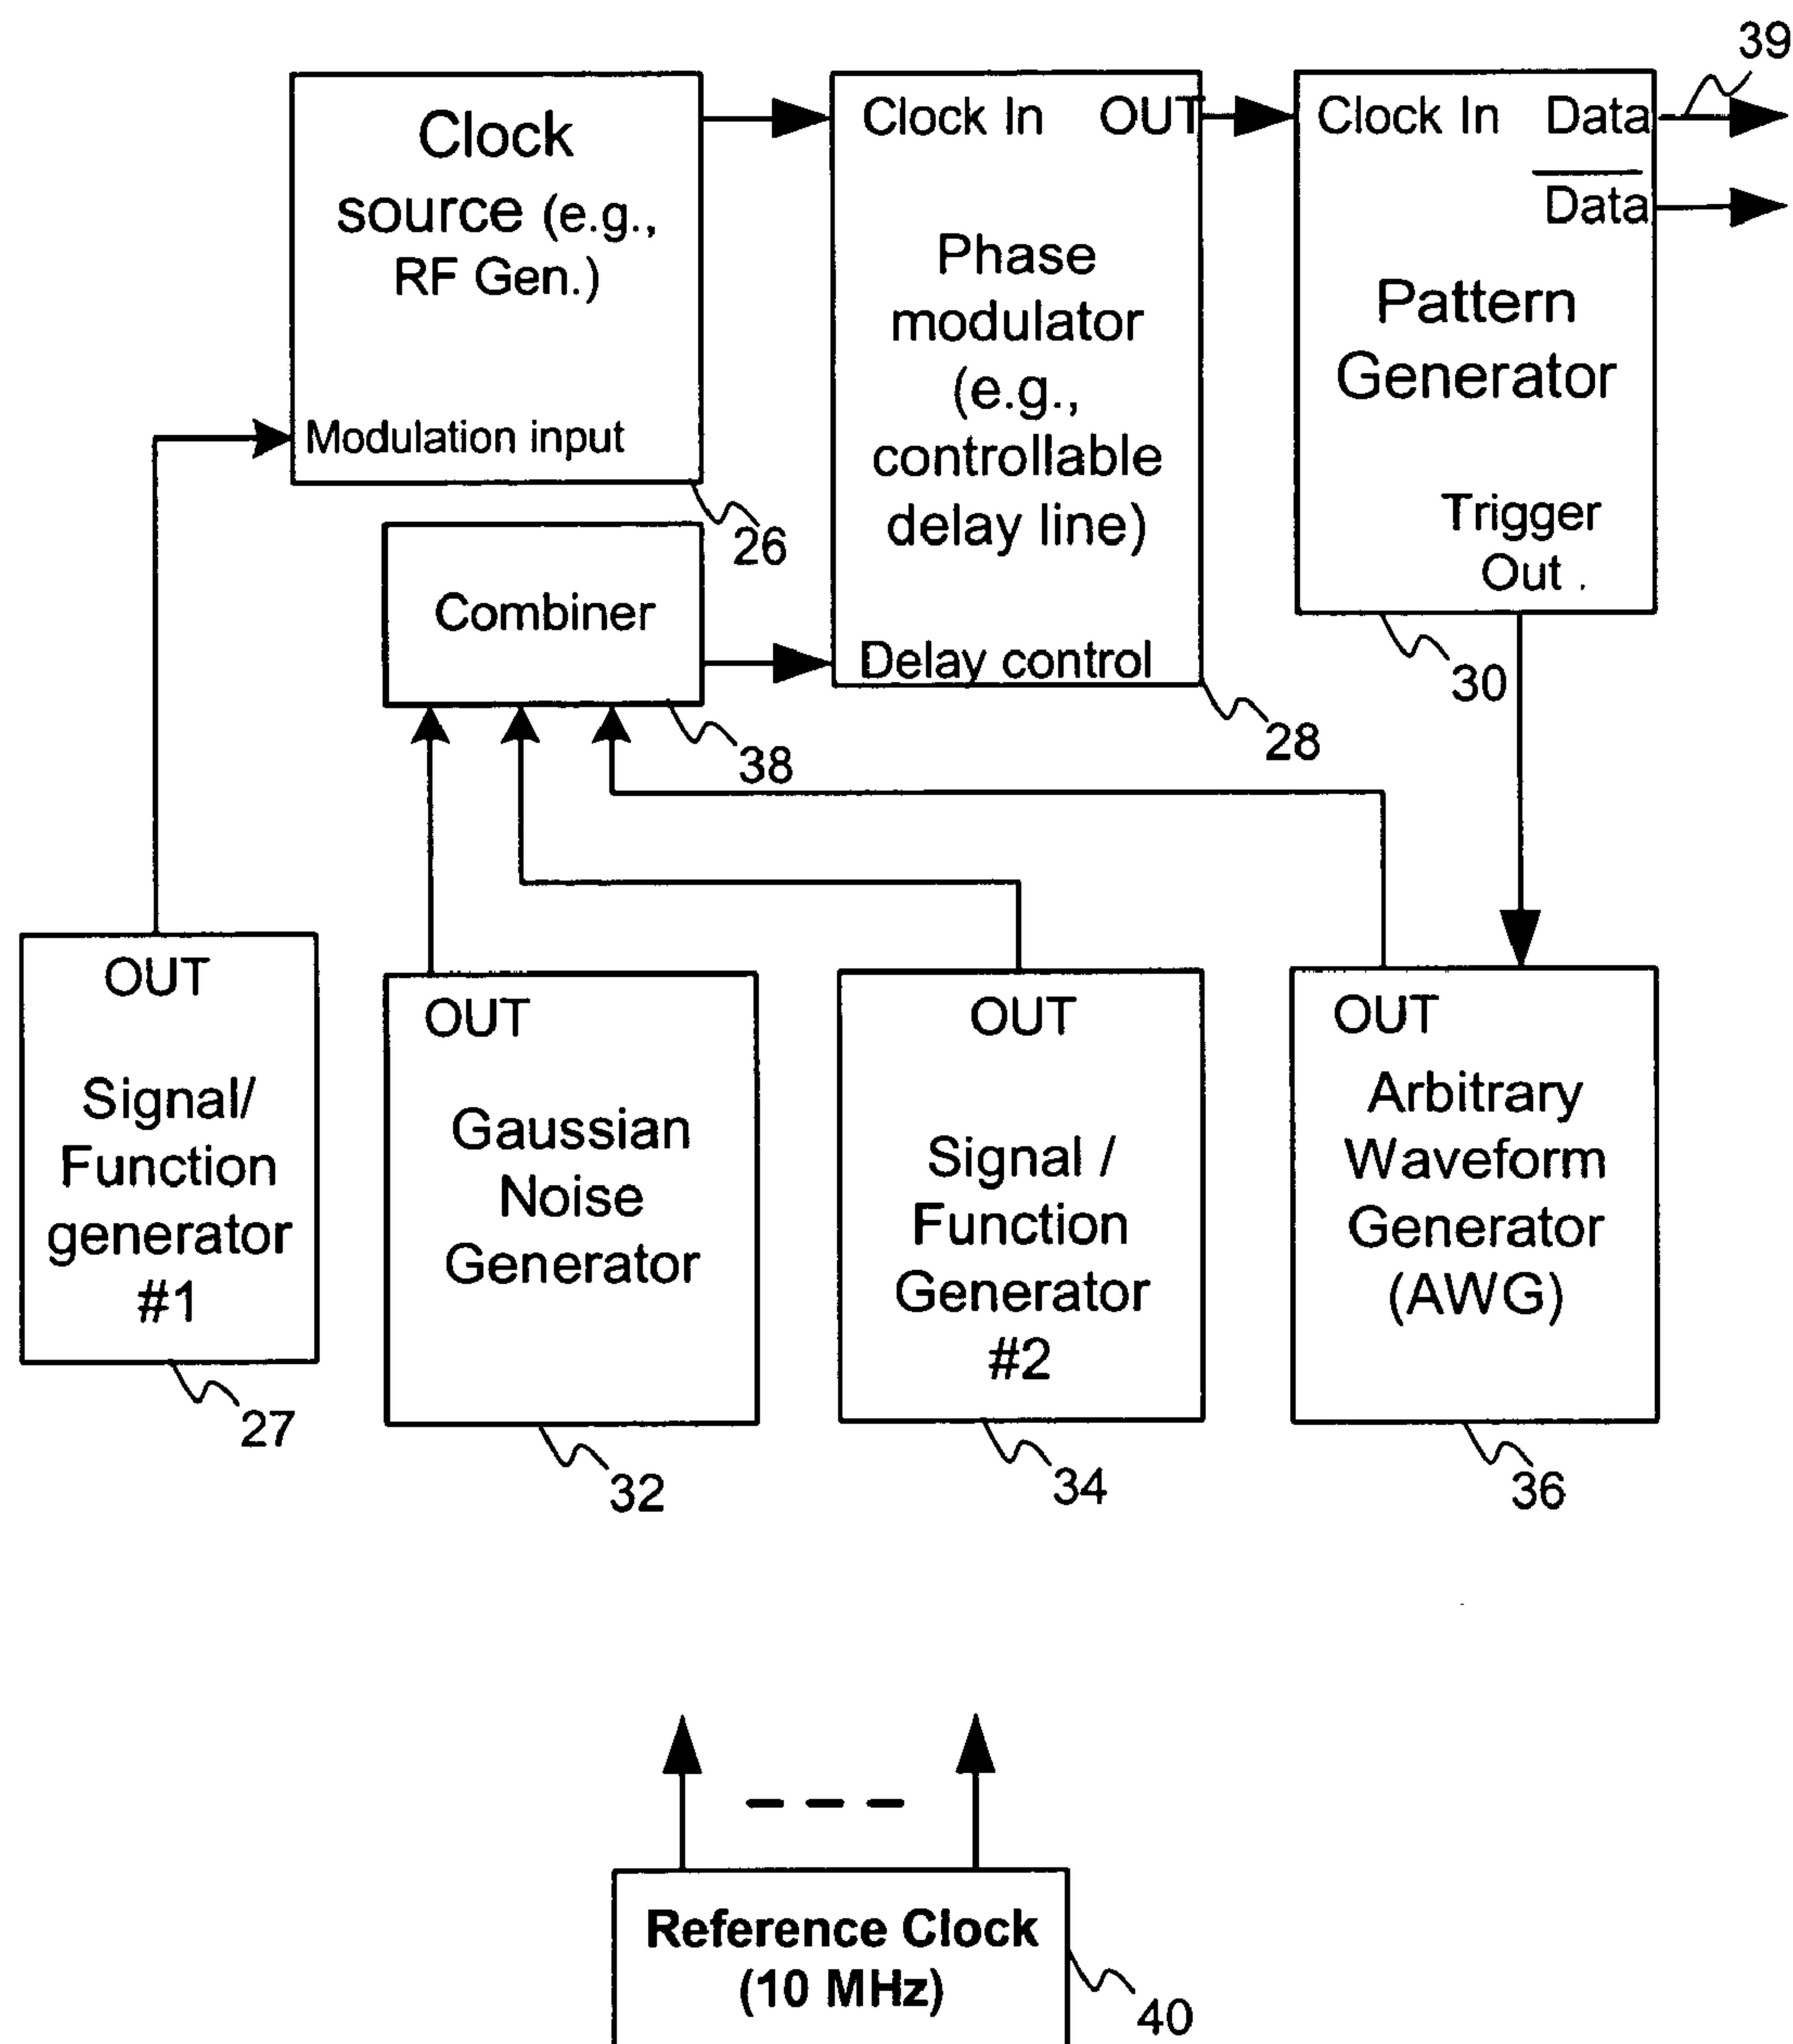 39
Clock
source (e.g.,
RF Gen.)
Modulation input
26
Clock In OUT
Phase
modulator
(e.g.,
controllable
delay line)
Delay control
28
Clock In Data
Data
Pattern
Generator
Trigger
Out .
30
Combiner
38
OUT
Signal/
Function
generator
#1
27
OUT
Gaussian
Noise
Generator
32
OUT
Signal /
Function
Generator
#2
34
OUT
Arbitrary
Waveform
Generator
(AWG)
36
Reference Clock
(10 MHz)
40